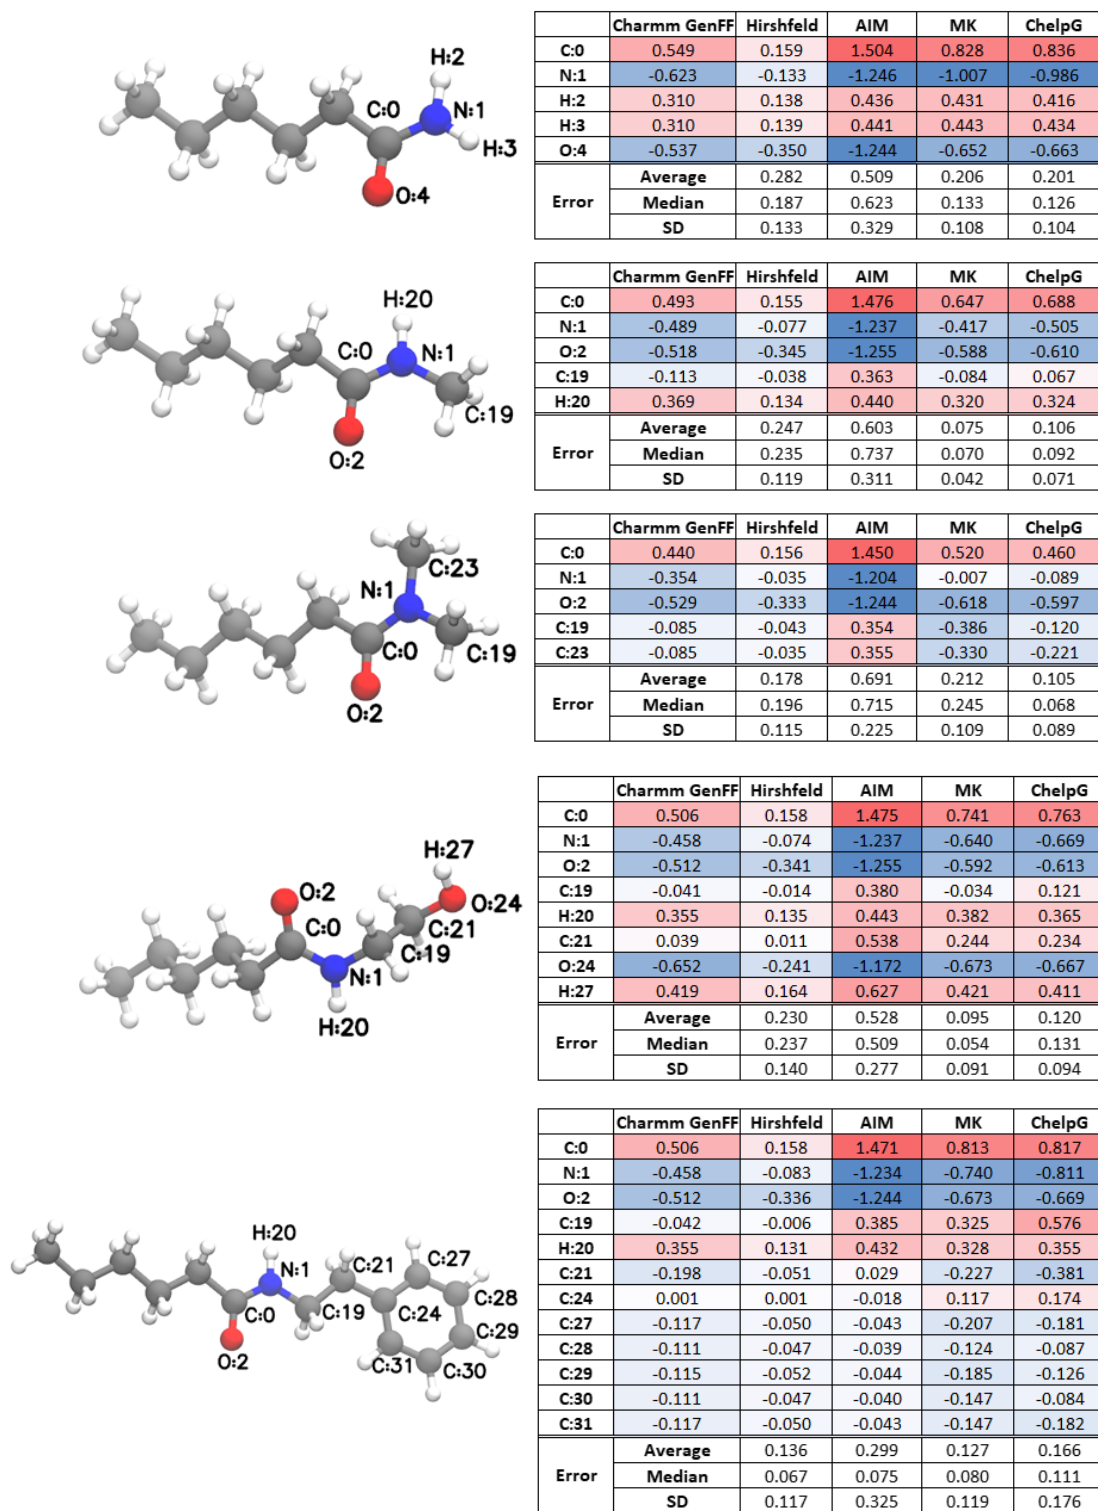 H:2
C:0
N:1
H:3
O:4
Charmm GenFF Hirshfeld AIM MK ChelpG
C:0 0.549 0.159 1.504 0.828 0.836
N:1 -0.623 -0.133 -1.246 -1.007 -0.986
H:2 0.310 0.138 0.436 0.431 0.416
H:3 0.310 0.139 0.441 0.443 0.434
O:4 -0.537 -0.350 -1.244 -0.652 -0.663
Error
Average 0.282 0.509 0.206 0.201
Median 0.187 0.623 0.133 0.126
SD 0.133 0.329 0.108 0.104
H:20
C:0
N:1
C:19
O:2
Charmm GenFF Hirshfeld AIM MK ChelpG
C:0 0.493 0.155 1.476 0.647 0.688
N:1 -0.489 -0.077 -1.237 -0.417 -0.505
O:2 -0.518 -0.345 -1.255 -0.588 -0.610
C:19 -0.113 -0.038 0.363 -0.084 0.067
H:20 0.369 0.134 0.440 0.320 0.324
Error
Average 0.247 0.603 0.075 0.106
Median 0.235 0.737 0.070 0.092
SD 0.119 0.311 0.042 0.071
C:23
N:1
C:0
C:19
O:2
Charmm GenFF Hirshfeld AIM MK ChelpG
C:0 0.440 0.156 1.450 0.520 0.460
N:1 -0.354 -0.035 -1.204 -0.007 -0.089
O:2 -0.529 -0.333 -1.244 -0.618 -0.597
C:19 -0.085 -0.043 0.354 -0.386 -0.120
C:23 -0.085 -0.035 0.355 -0.330 -0.221
Error
Average 0.178 0.691 0.212 0.105
Median 0.196 0.715 0.245 0.068
SD 0.115 0.225 0.109 0.089
H:27
O:2
O:24
C:0
C:21
C:19
N:1
H:20
Charmm GenFF Hirshfeld AIM MK ChelpG
C:0 0.506 0.158 1.475 0.741 0.763
N:1 -0.458 -0.074 -1.237 -0.640 -0.669
O:2 -0.512 -0.341 -1.255 -0.592 -0.613
C:19 -0.041 -0.014 0.380 -0.034 0.121
H:20 0.355 0.135 0.443 0.382 0.365
C:21 0.039 0.011 0.538 0.244 0.234
O:24 -0.652 -0.241 -1.172 -0.673 -0.667
H:27 0.419 0.164 0.627 0.421 0.411
Error
Average 0.230 0.528 0.095 0.120
Median 0.237 0.509 0.054 0.131
SD 0.140 0.277 0.091 0.094
H:20
N:1
C:21
C:27
C:28
C:0
C:19
C:24
C:29
O:2
C:31
C:30
Charmm GenFF Hirshfeld AIM MK ChelpG
C:0 0.506 0.158 1.471 0.813 0.817
N:1 -0.458 -0.083 -1.234 -0.740 -0.811
O:2 -0.512 -0.336 -1.244 -0.673 -0.669
C:19 -0.042 -0.006 0.385 0.325 0.576
H:20 0.355 0.131 0.432 0.328 0.355
C:21 -0.198 -0.051 0.029 -0.227 -0.381
C:24 0.001 0.001 -0.018 0.117 0.174
C:27 -0.117 -0.050 -0.043 -0.207 -0.181
C:28 -0.111 -0.047 -0.039 -0.124 -0.087
C:29 -0.115 -0.052 -0.044 -0.185 -0.126
C:30 -0.111 -0.047 -0.040 -0.147 -0.084
C:31 -0.117 -0.050 -0.043 -0.147 -0.182
Error
Average 0.136 0.299 0.127 0.166
Median 0.067 0.075 0.080 0.111
SD 0.117 0.325 0.119 0.176